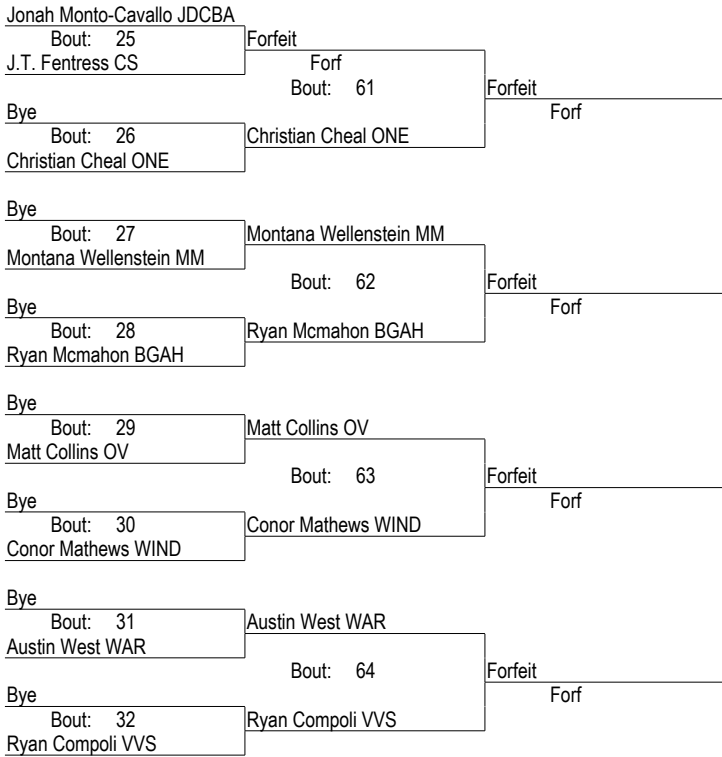 Jonah Monto-Cavallo JDCBA
Bout: 25 Forfeit
J.T. Fentress CS Forf
Bout: 61 Forfeit
Bye Forf
Bout: 26 Christian Cheal ONE
Christian Cheal ONE
Bye
Bout: 27 Montana Wellenstein MM
Montana Wellenstein MM
Bout: 62 Forfeit
Bye Forf
Bout: 28 Ryan Mcmahon BGAH
Ryan Mcmahon BGAH
Bye
Bout: 29 Matt Collins OV
Matt Collins OV
Bout: 63 Forfeit
Bye Forf
Bout: 30 Conor Mathews WIND
Conor Mathews WIND
Bye
Bout: 31 Austin West WAR
Austin West WAR
Bout: 64 Forfeit
Bye Forf
Bout: 32 Ryan Compoli VVS
Ryan Compoli VVS